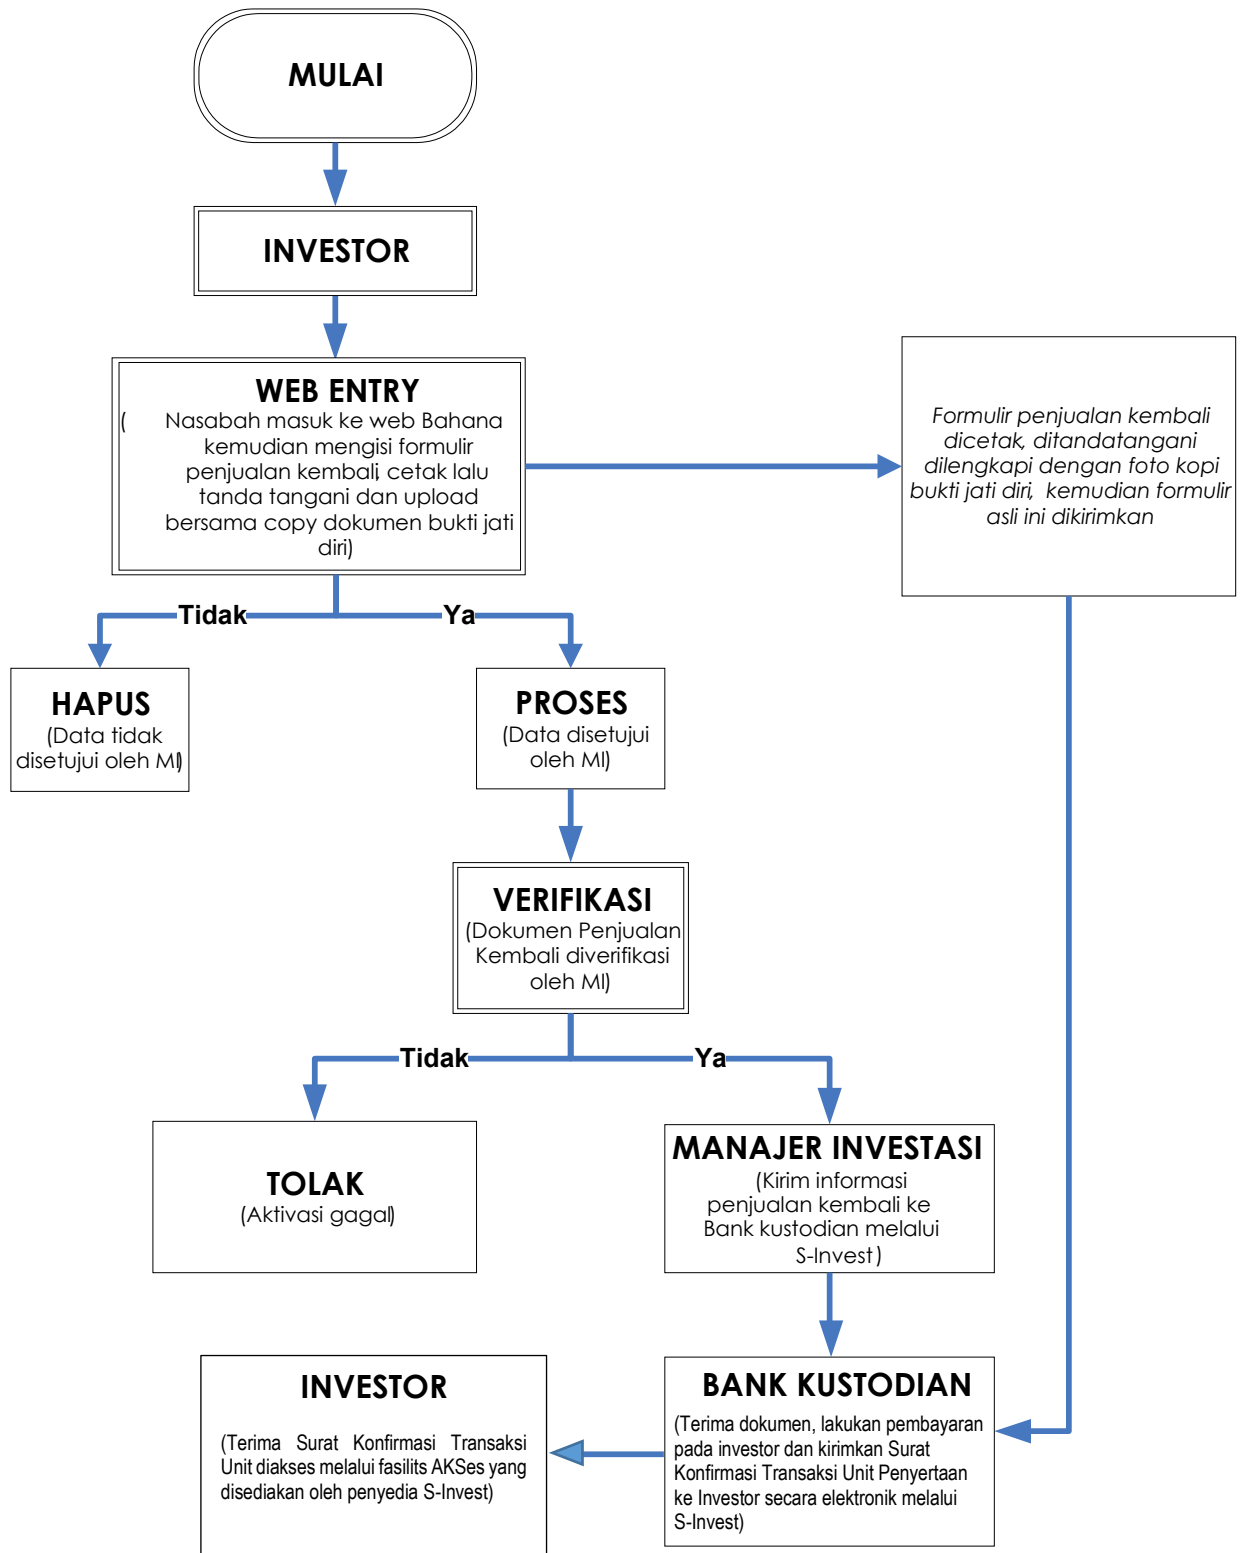 MULAI
INVESTOR
WEB ENTRY
( Nasabah masuk ke web Bahana
kemudian mengisi formulir
penjualan kembali, cetak lalu
tanda tangani dan upload
bersama copy dokumen bukti jati
diri)
Formulir penjualan kembali
dicetak, ditandatangani
dilengkapi dengan foto kopi
bukti jati diri, kemudian formulir
asli ini dikirimkan
Tidak
Ya
HAPUS
(Data tidak
disetujui oleh MI)
PROSES
(Data disetujui
oleh MI)
VERIFIKASI
(Dokumen Penjualan
Kembali diverifikasi
oleh MI)
Tidak
Ya
TOLAK
(Aktivasi gagal)
MANAJER INVESTASI
(Kirim informasi
penjualan kembali ke
Bank kustodian melalui
S-Invest)
INVESTOR
(Terima Surat Konfirmasi Transaksi
Unit diakses melalui fasilits AKSes yang
disediakan oleh penyedia S-Invest)
BANK KUSTODIAN
(Terima dokumen, lakukan pembayaran
pada investor dan kirimkan Surat
Konfirmasi Transaksi Unit Penyertaan
ke Investor secara elektronik melalui
S-Invest)